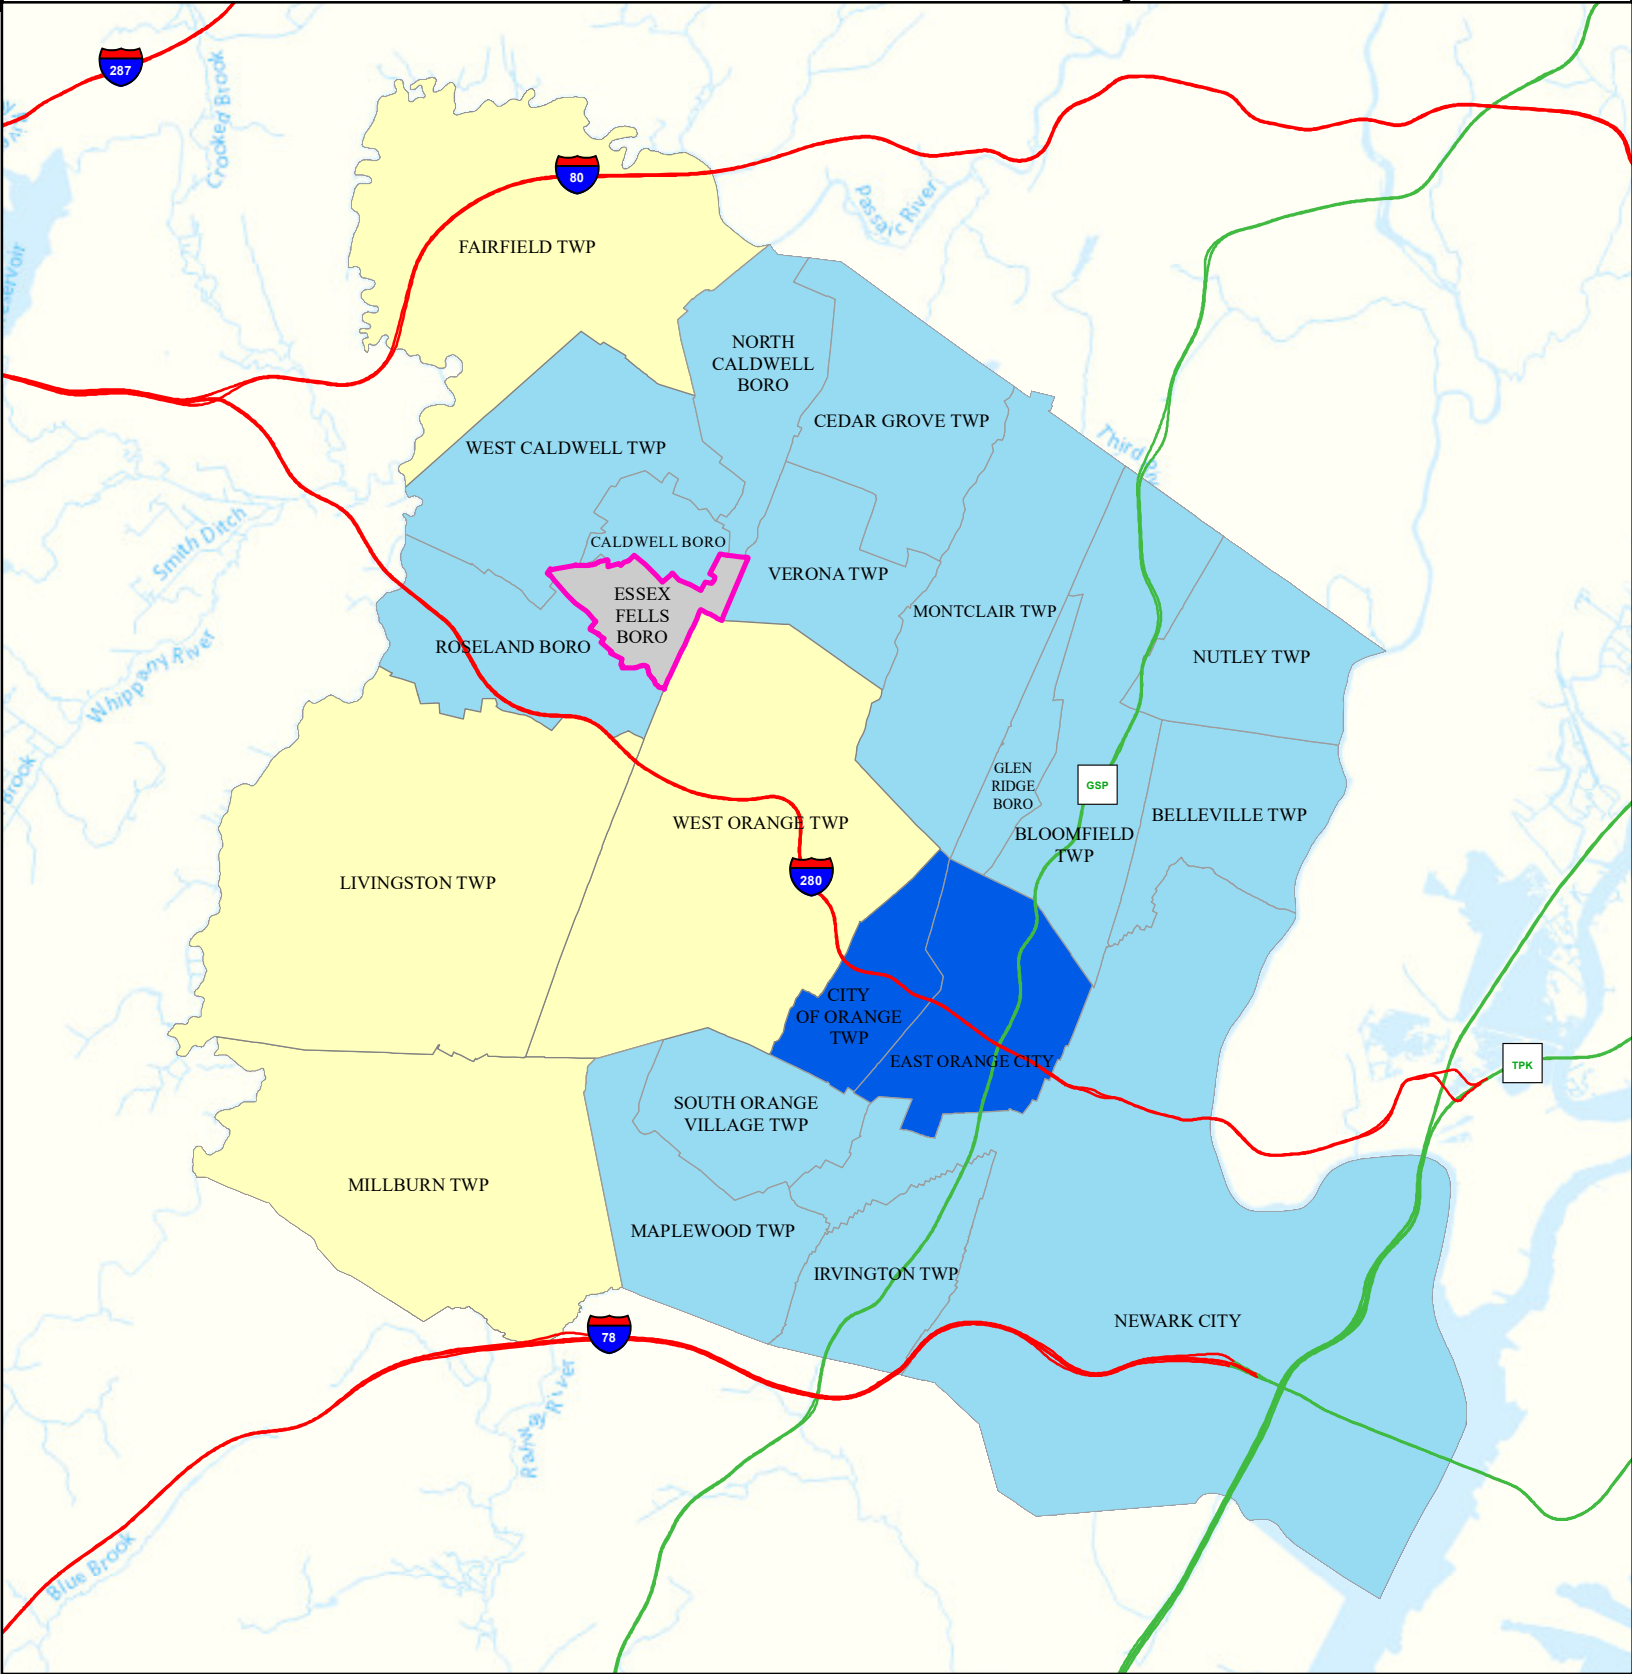 287
Crooked Brook
80
Passaic River
FAIRFIELD TWP
NORTH
CALDWELL
BORO
CEDAR GROVE TWP
WEST CALDWELL TWP
Third
Smith Ditch
CALDWELL BORO
VERONA TWP
ESSEX
FELLS
BORO
MONTCLAIR TWP
ROSELAND BORO
NUTLEY TWP
Whippany River
Brook
GLEN
RIDGE
BORO
GSP
BLOOMFIELD
TWP
BELLEVILLE TWP
WEST ORANGE TWP
280
LIVINGSTON TWP
CITY
OF ORANGE
TWP
EAST ORANGE CITY
TPK
SOUTH ORANGE
VILLAGE TWP
MILLBURN TWP
MAPLEWOOD TWP
IRVINGTON TWP
NEWARK CITY
78
River
Blue Brook